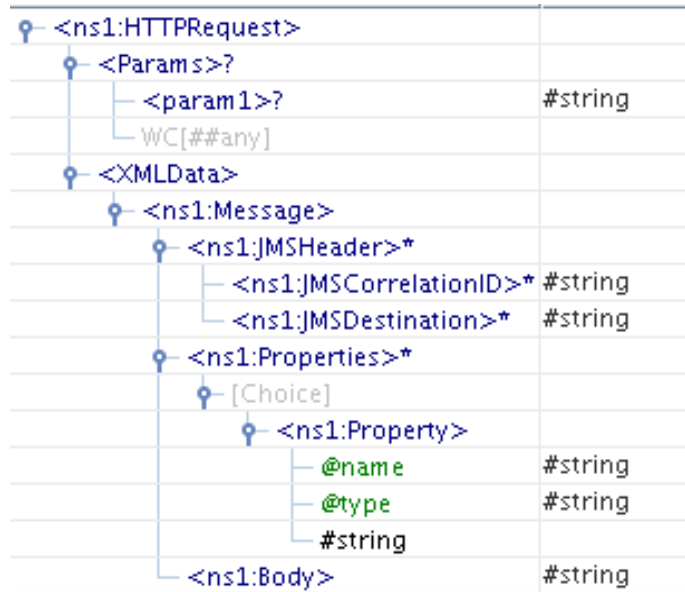 <ns1:HTTPRequest>
<Params>?
<param1>? #string
WC[##any]
<XMLData>
<ns1:Message>
<ns1:JMSHeader>*
<ns1:JMSCorrelationID>* #string
<ns1:JMSDestination>* #string
<ns1:Properties>*
[Choice]
<ns1:Property>
@name #string
@type #string
#string
<ns1:Body> #string